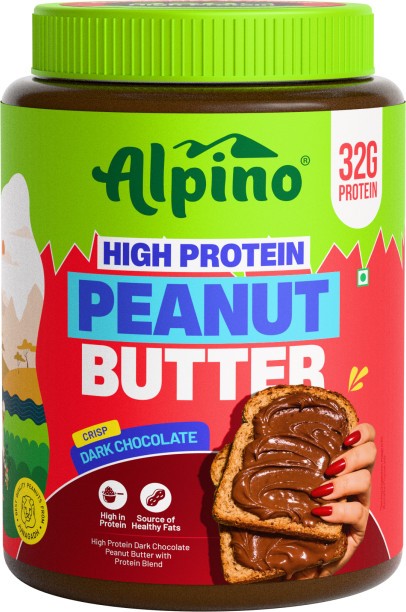 Alpino®
32G
PROTEIN
HIGH PROTEIN
PEANUT
BUTTER
CRISP
DARK CHOCOLATE
High in
Protein
Source of
Healthy Fats
High Protein Dark Chocolate
Peanut Butter with
Protein Blend